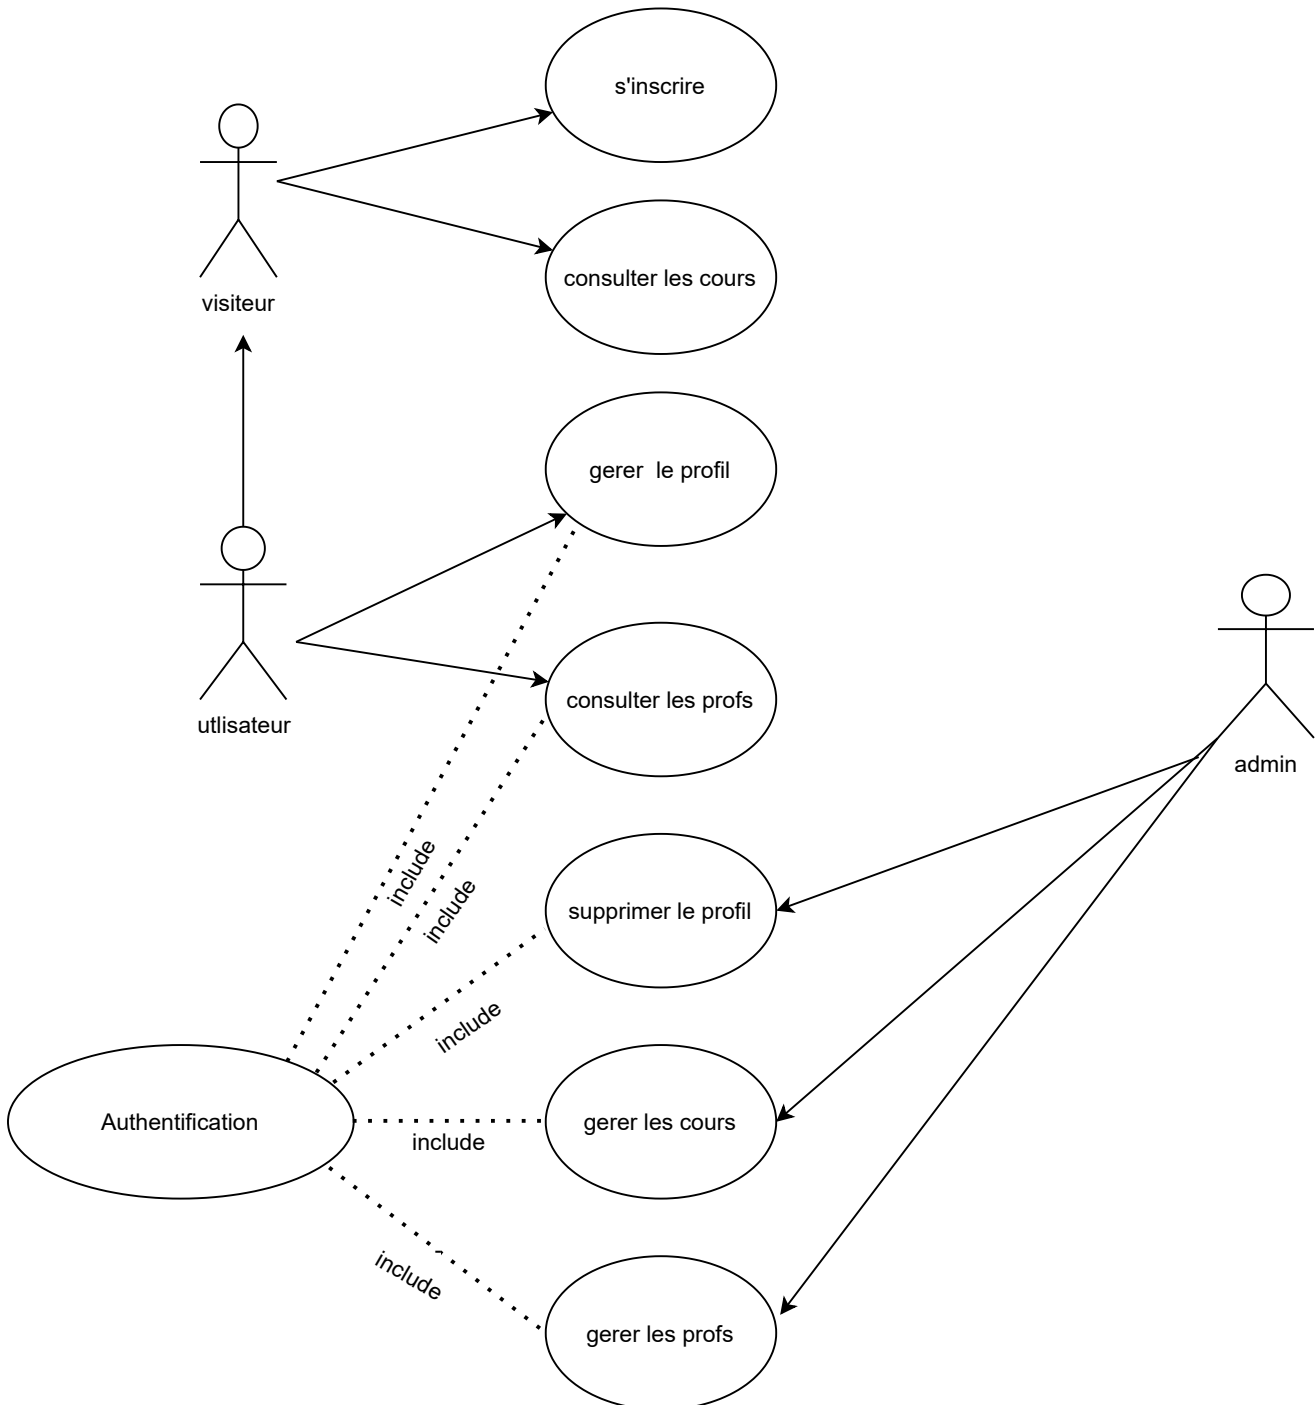 s'inscrire
visiteur
consulter les cours
gerer  le profil
utlisateur
consulter les profs
admin
include
include
supprimer le profil
include
Authentification
gerer les cours
include
include
gerer les profs